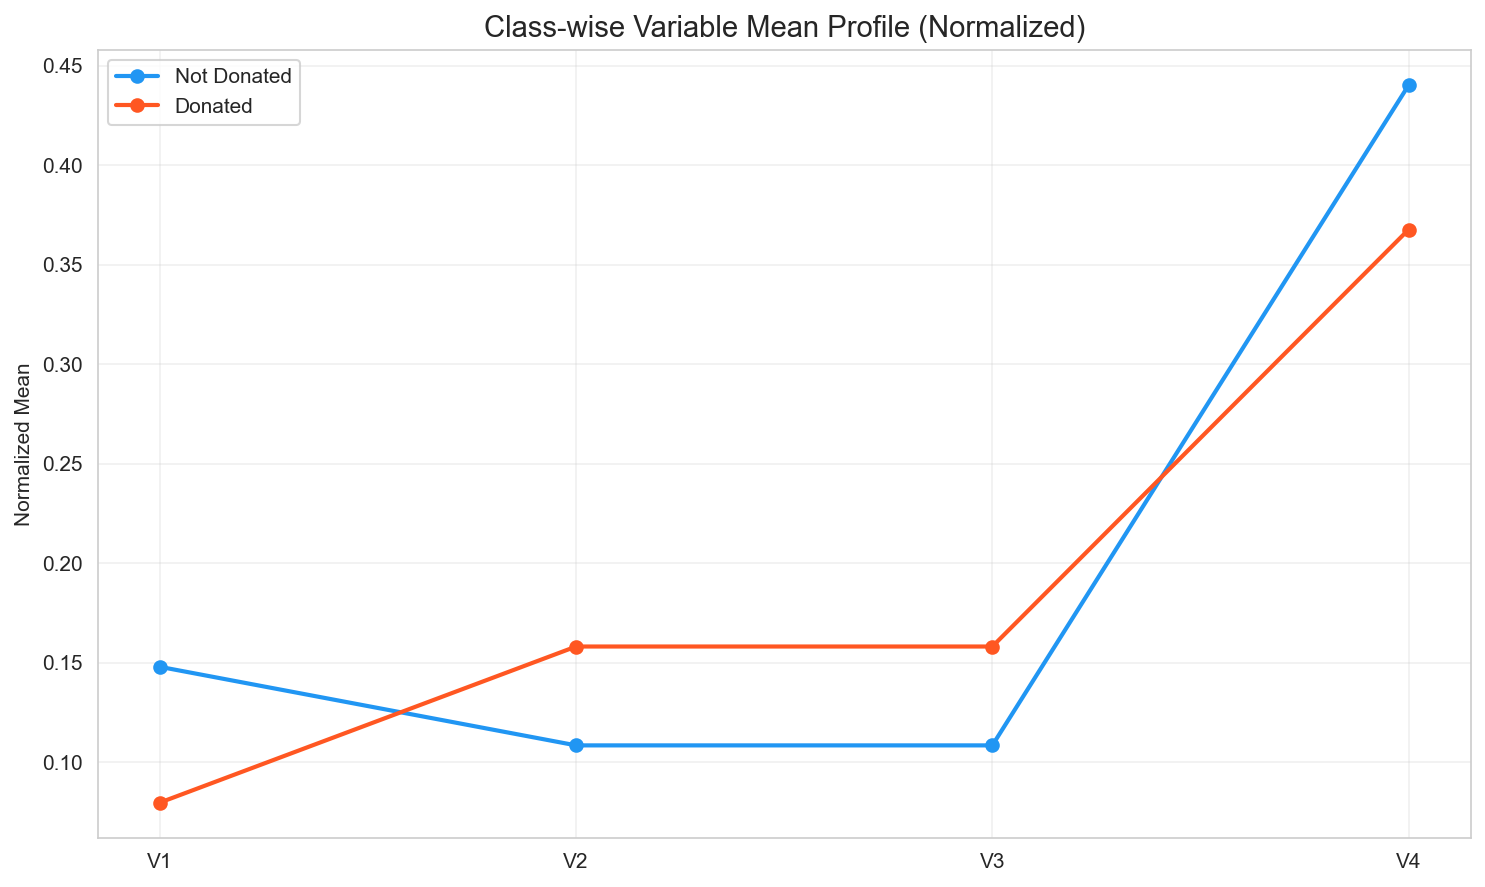 Class-wise Variable Mean Profile (Normalized)
Not Donated
Donated
Normalized Mean
0.45
0.40
0.35
0.30
0.25
0.20
0.15
0.10
V1 V2 V3 V4